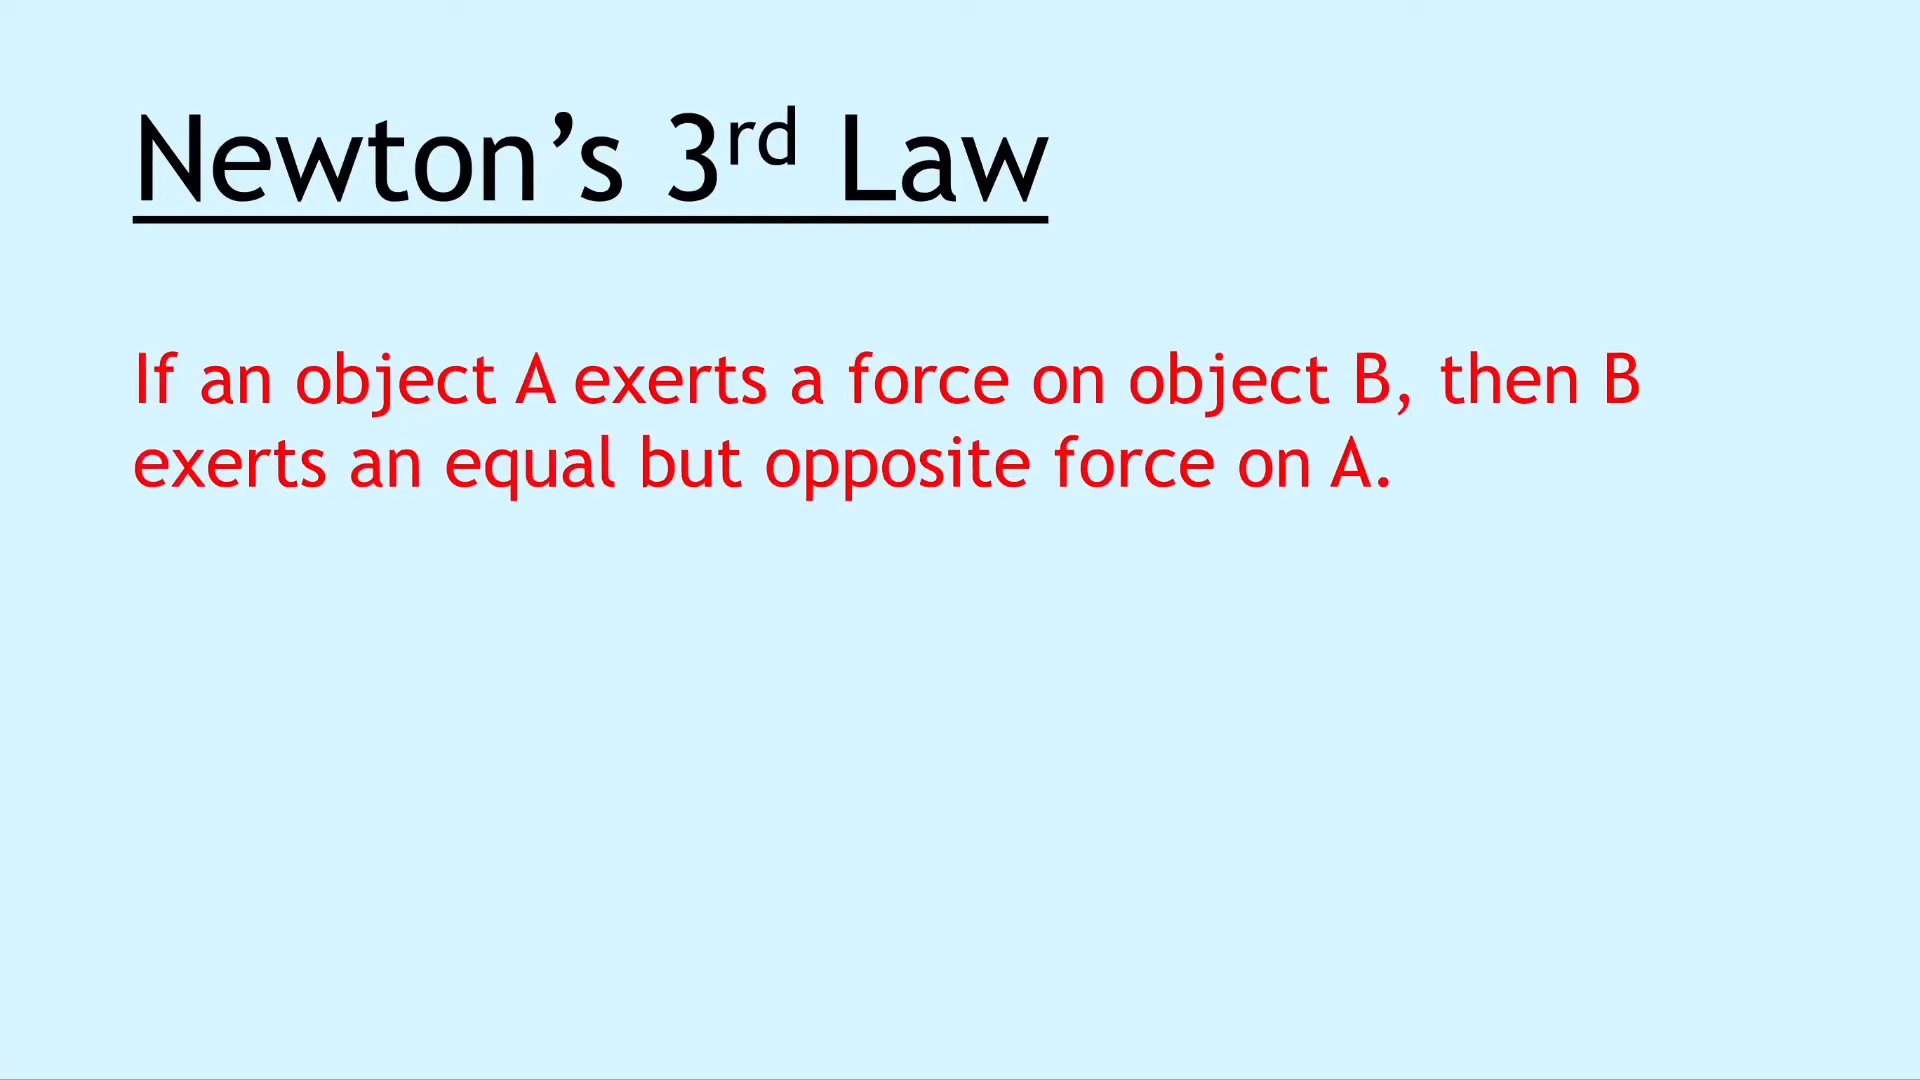 Newton’s 3rd Law
If an object A exerts a force on object B, then B
exerts an equal but opposite force on A.